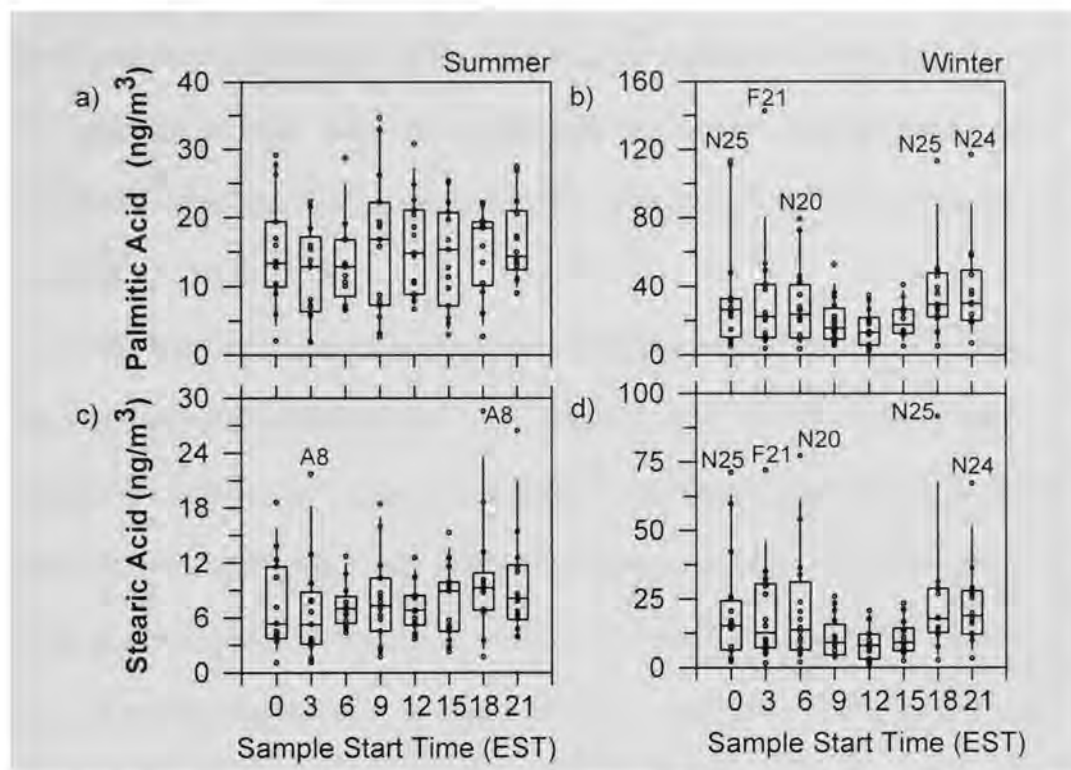 Summer
Winter
a)
b)
Palmitic Acid (ng/m³)
40
30
20
10
0
160
120
80
40
0
N25
F21
N20
N25
N24
c)
d)
Stearic Acid (ng/m³)
30
24
18
12
6
0
100
75
50
25
0
A8
A8
N25
F21
N20
N25
N24
0 3 6 9 12 15 18 21
0 3 6 9 12 15 18 21
Sample Start Time (EST)
Sample Start Time (EST)